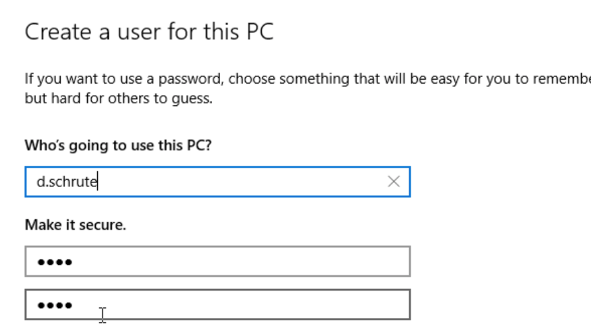 Create a user for this PC
If you want to use a password, choose something that will be easy for you to remembe
but hard for others to guess.
Who's going to use this PC?
d.schrute
Make it secure.
••••
••••